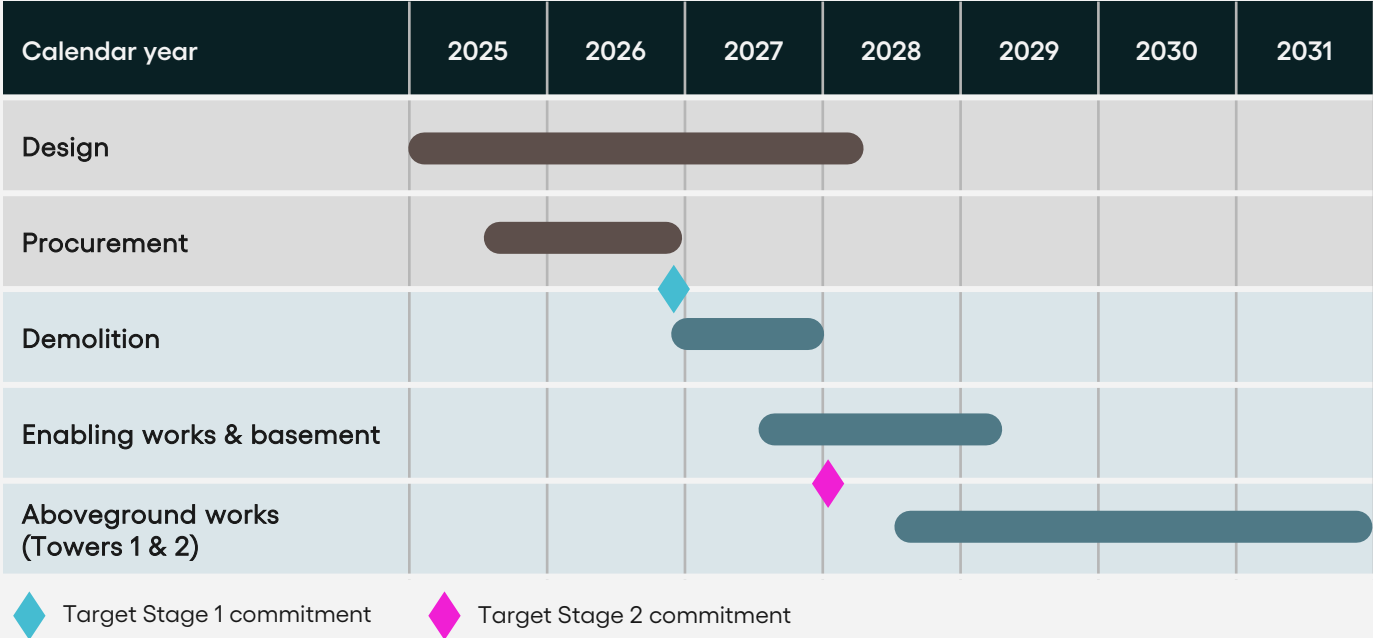 Calendar year 2025 2026 2027 2028 2029 2030 2031
Design
Procurement
Demolition
Enabling works & basement
Aboveground works
(Towers 1 & 2)
Target Stage 1 commitment Target Stage 2 commitment